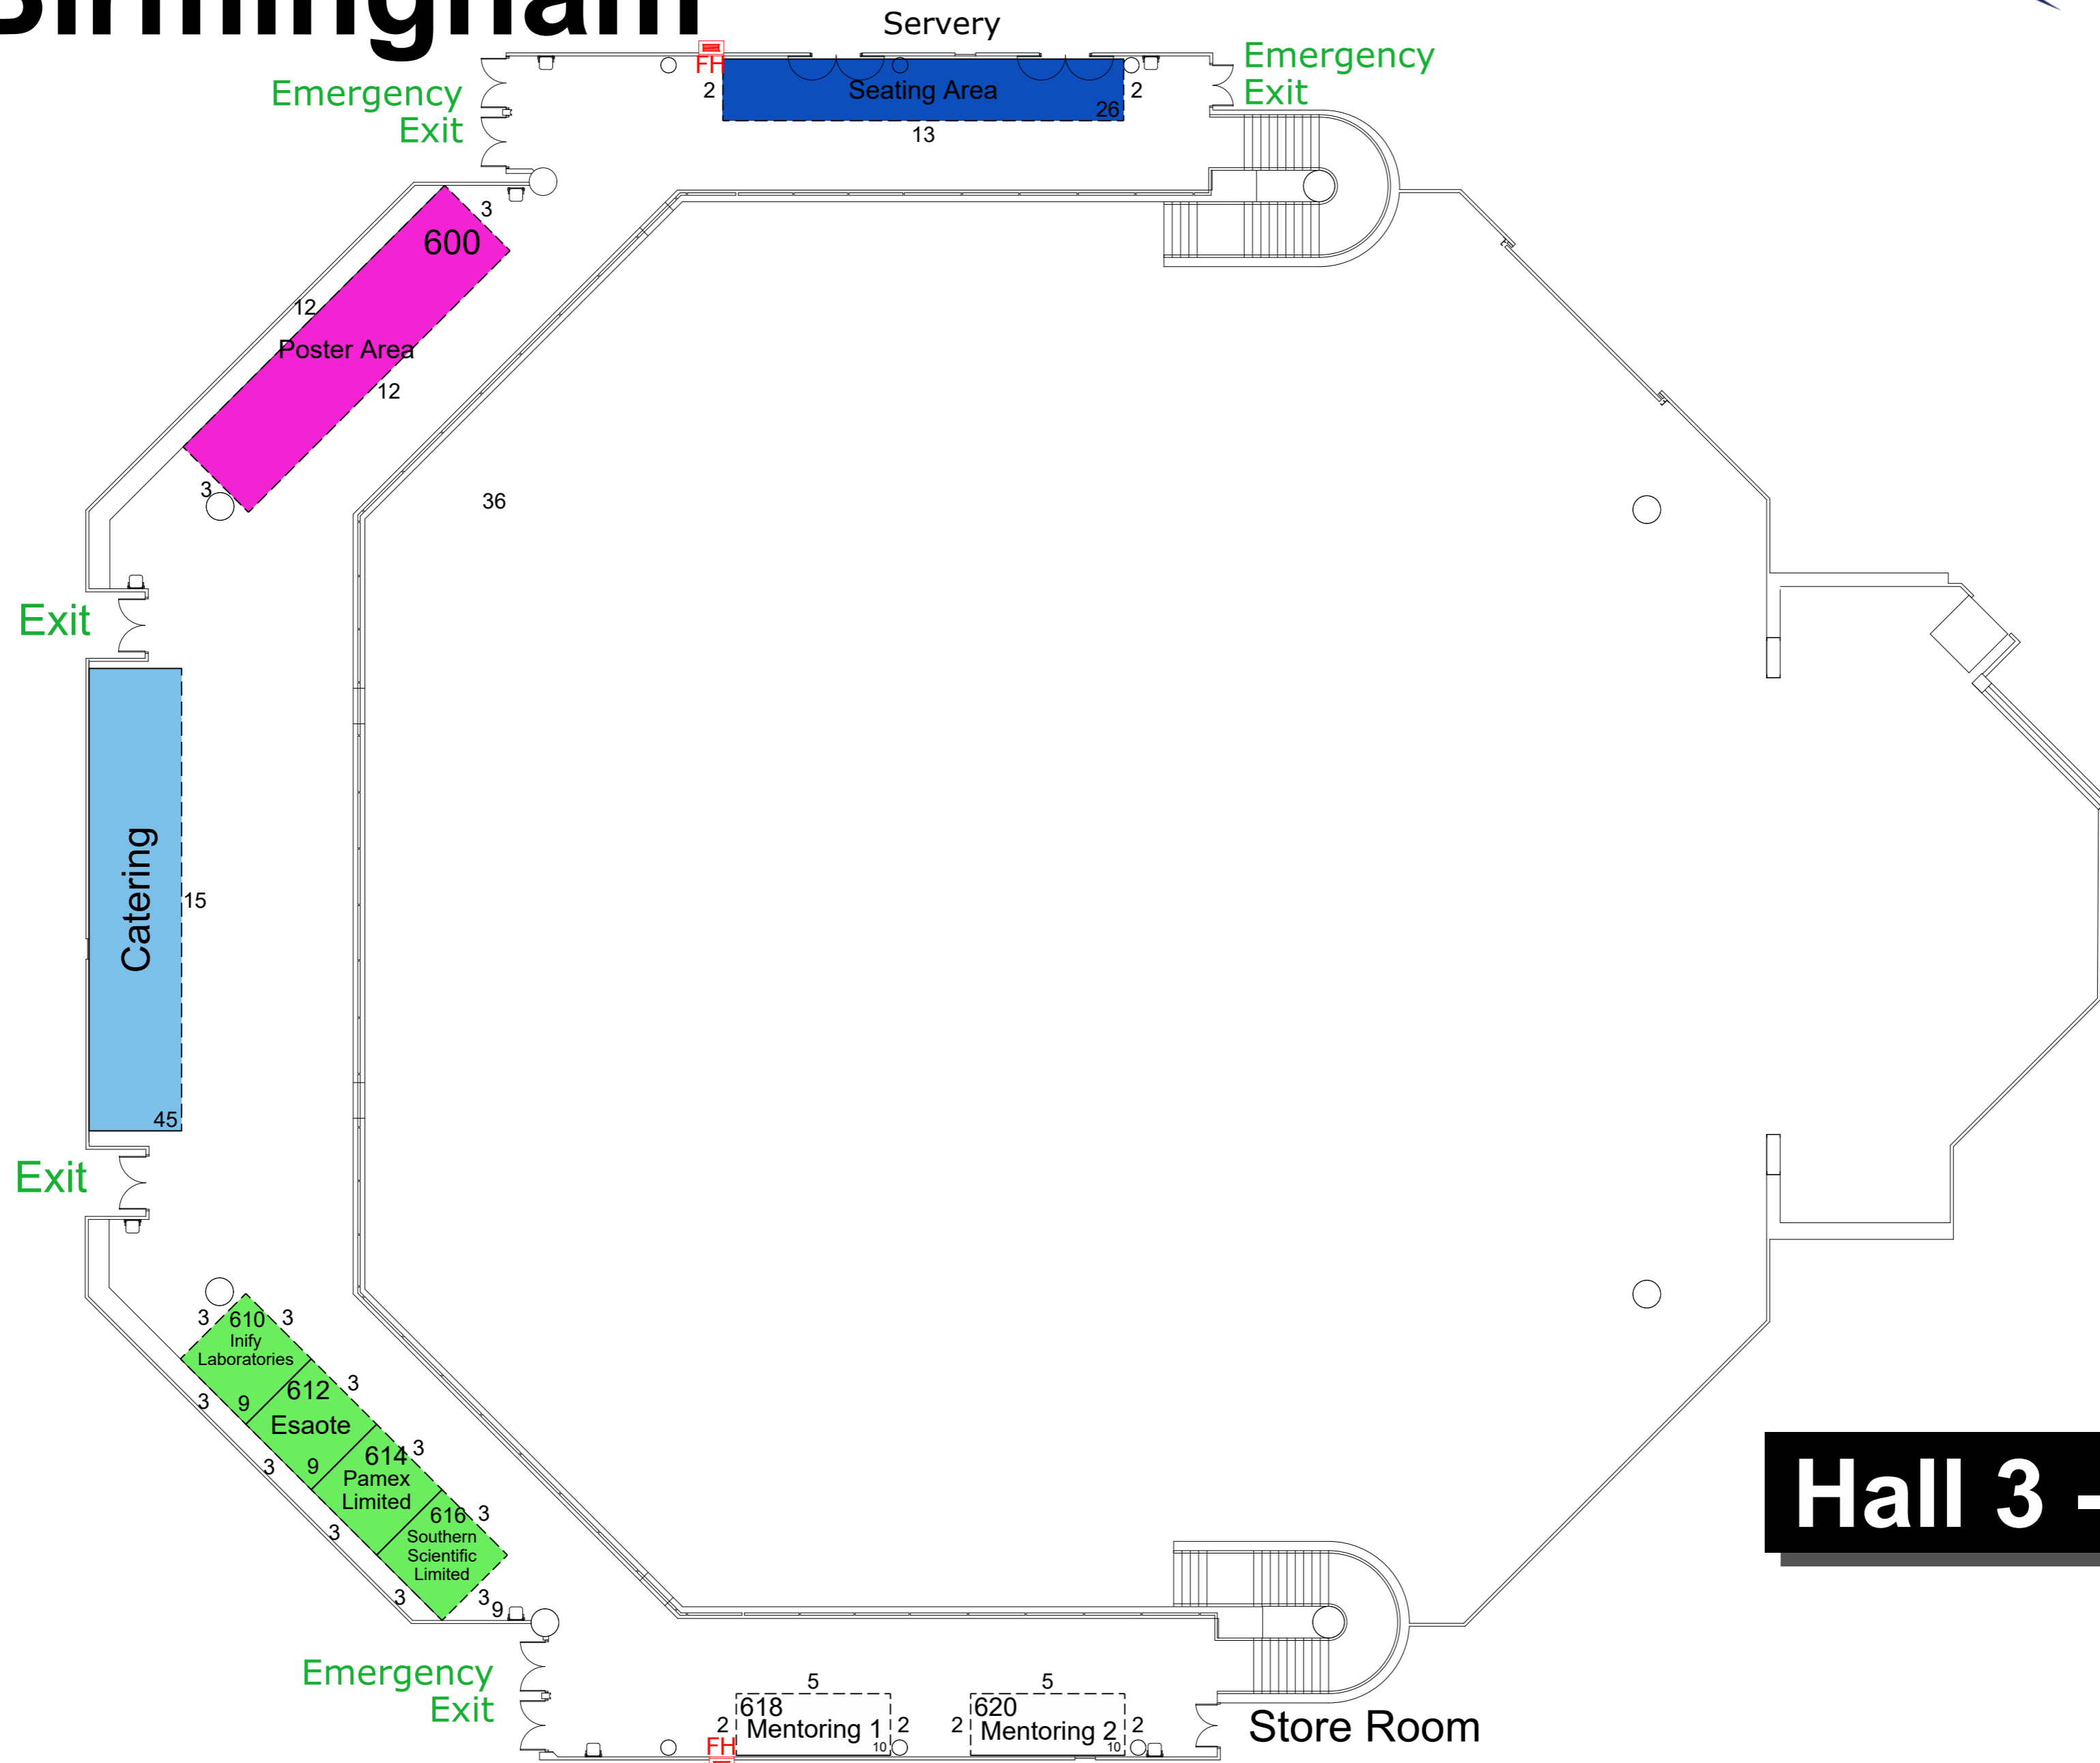 Birmingham
Servery
Emergency
Exit
FH
Emergency
Exit
2
Seating Area
26
2
13
3
600
12
Poster Area
12
3
36
Exit
Catering
15
45
Exit
3
610
3
Inify
Laboratories
3
9
612
3
Esaote
3
9
614
3
Pamex
Limited
3
616
3
Southern
Scientific
Limited
3
3
9
Hall 3 -
Emergency
Exit
5
618
2
Mentoring 1
2
10
FH
5
620
2
Mentoring 2
2
10
Store Room